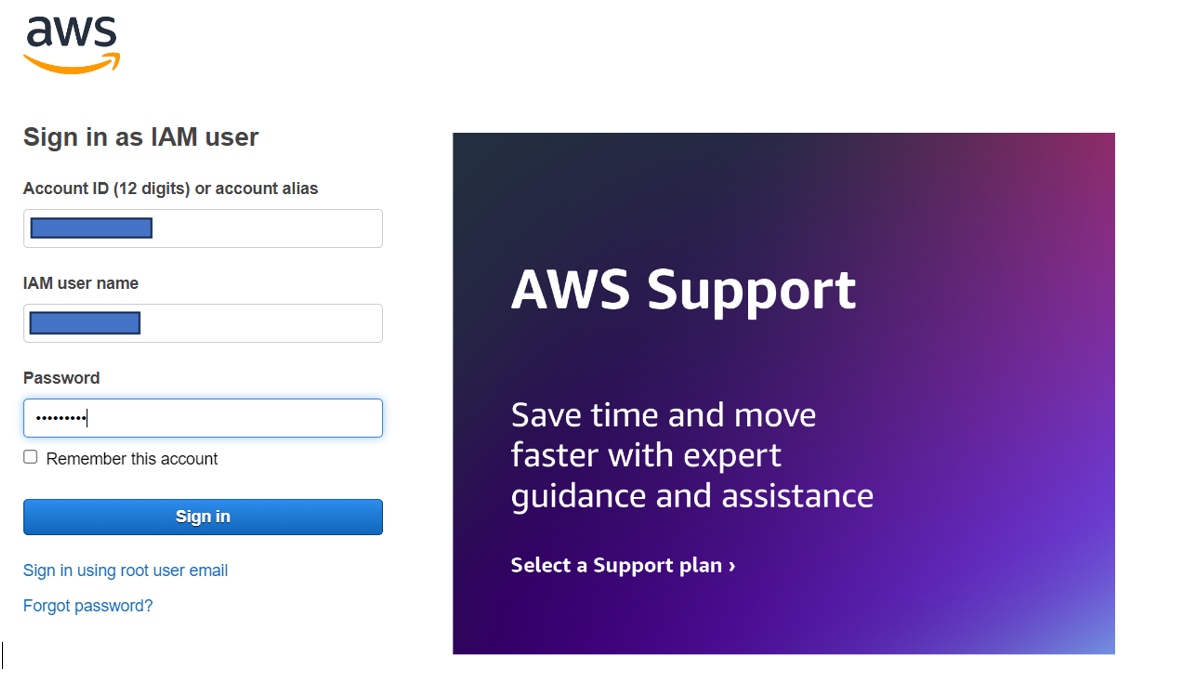 aws
Sign in as IAM user
Account ID (12 digits) or account alias
IAM user name
Password
•••••••••
Remember this account
Sign in
Sign in using root user email
Forgot password?
AWS Support
Save time and move
faster with expert
guidance and assistance
Select a Support plan ›